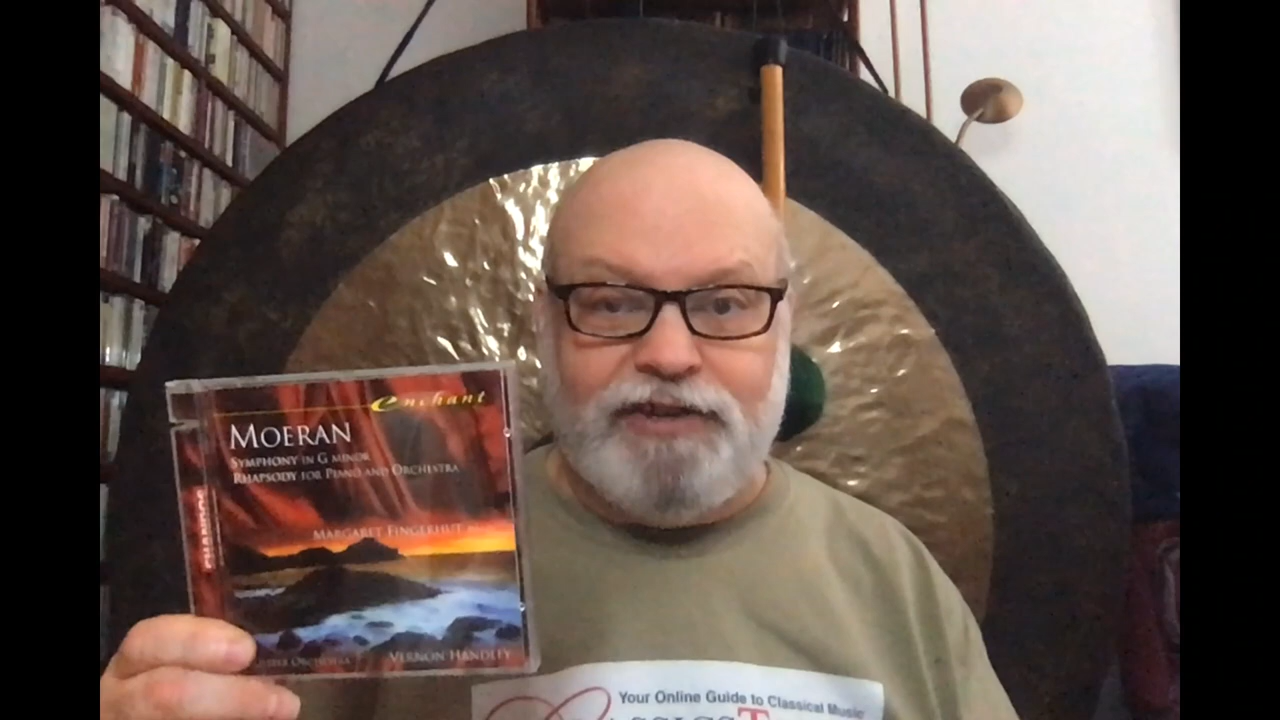 enchant
MOERAN
SYMPHONY IN G MINOR
RHAPSODY FOR PIANO AND ORCHESTRA
CHANDOS
MARGARET FINGERHUT
ORCHESTRA
VERNON HANDLEY
Your Online Guide to Classical Music